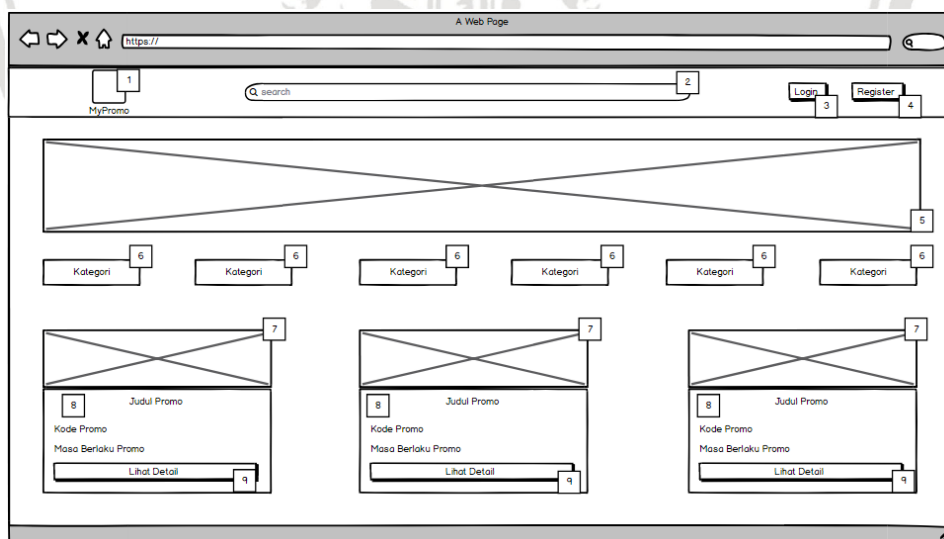 A Web Page
https://
1
MyPromo
search
2
Login
3
Register
4
5
Kategori
6
Kategori
6
Kategori
6
Kategori
6
Kategori
6
Kategori
6
7
7
7
8
Judul Promo
Kode Promo
Masa Berlaku Promo
Lihat Detail
9
8
Judul Promo
Kode Promo
Masa Berlaku Promo
Lihat Detail
9
8
Judul Promo
Kode Promo
Masa Berlaku Promo
Lihat Detail
9